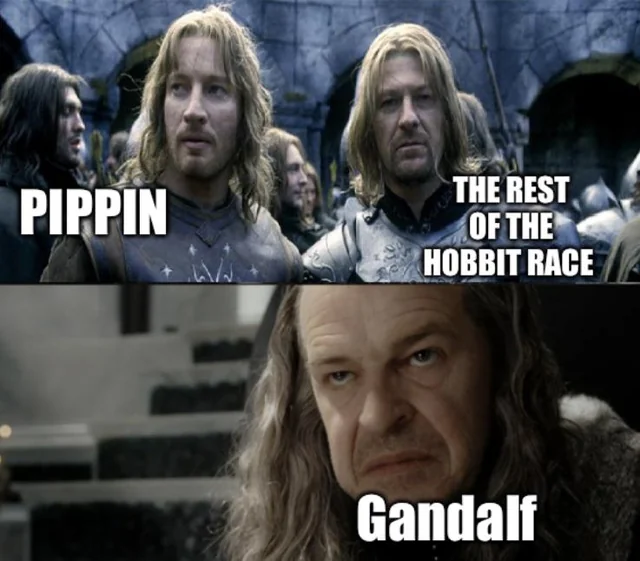 PIPPIN
THE REST
OF THE
HOBBIT RACE
Gandalf